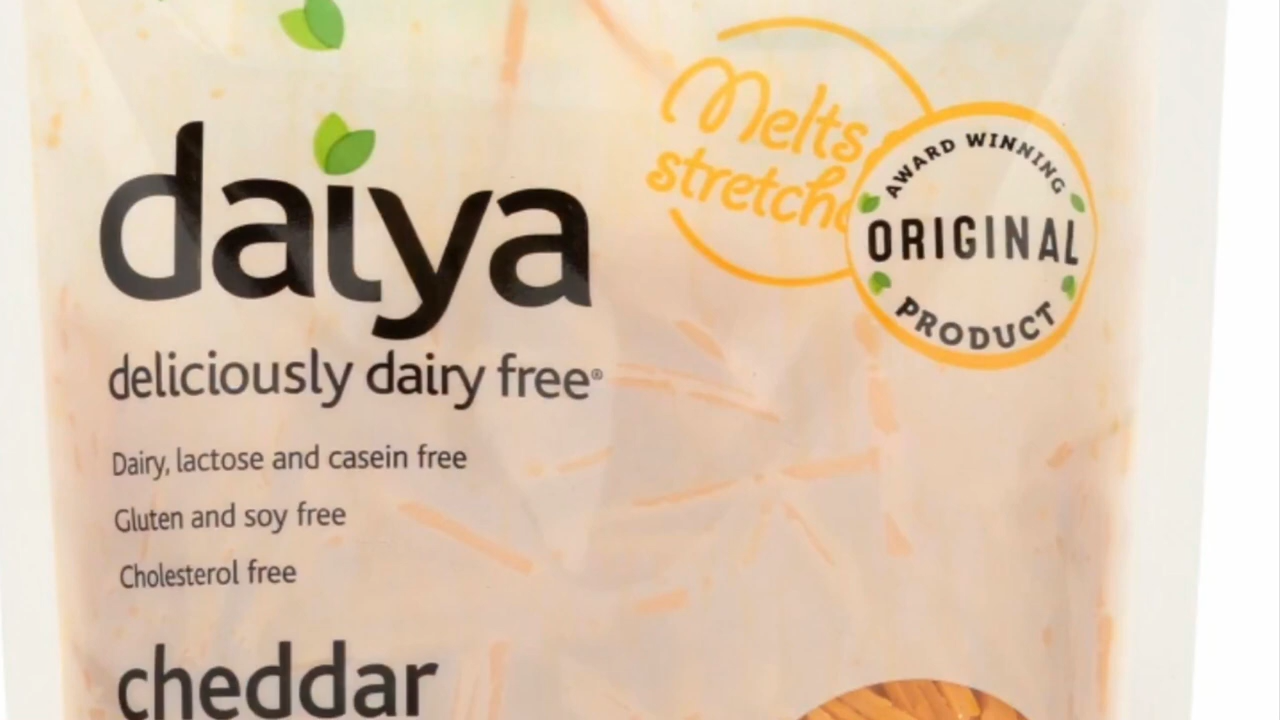 daiya
deliciously dairy free®
Dairy, lactose and casein free
Gluten and soy free
Cholesterol free
cheddar
Melts
AWARD WINNING
ORIGINAL
PRODUCT